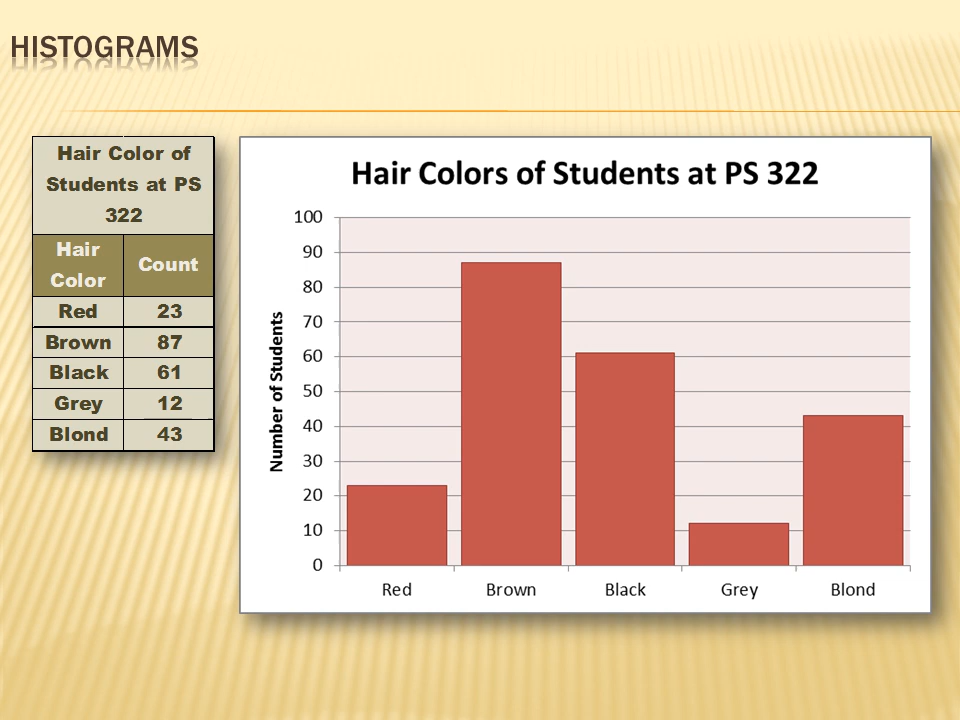 HISTOGRAMS
Hair Color of
Students at PS
322
Hair
Color
Count
Red 23
Brown 87
Black 61
Grey 12
Blond 43
Hair Colors of Students at PS 322
Number of Students
100
90
80
70
60
50
40
30
20
10
0
Red Brown Black Grey Blond